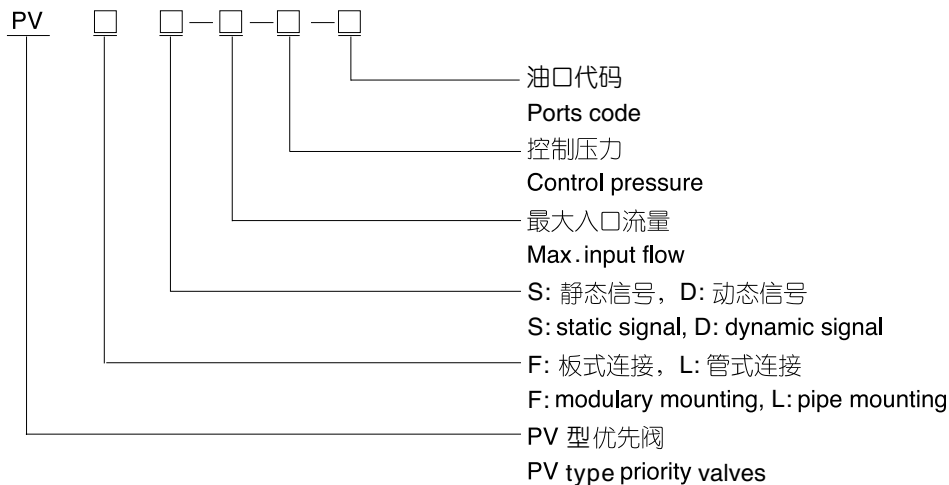 PV □ □-□-□-□
油口代码
Ports code
控制压力
Control pressure
最大入口流量
Max. input flow
S: 静态信号, D: 动态信号
S: static signal, D: dynamic signal
F: 板式连接, L: 管式连接
F: modulary mounting, L: pipe mounting
PV 型优先阀
PV type priority valves